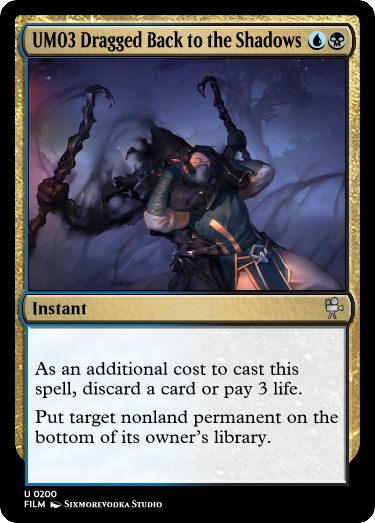 UM03 Dragged Back to the Shadows
Instant
As an additional cost to cast this
spell, discard a card or pay 3 life.
Put target nonland permanent on the
bottom of its owner's library.
U 0200
FILM Sixmorevodka Studio